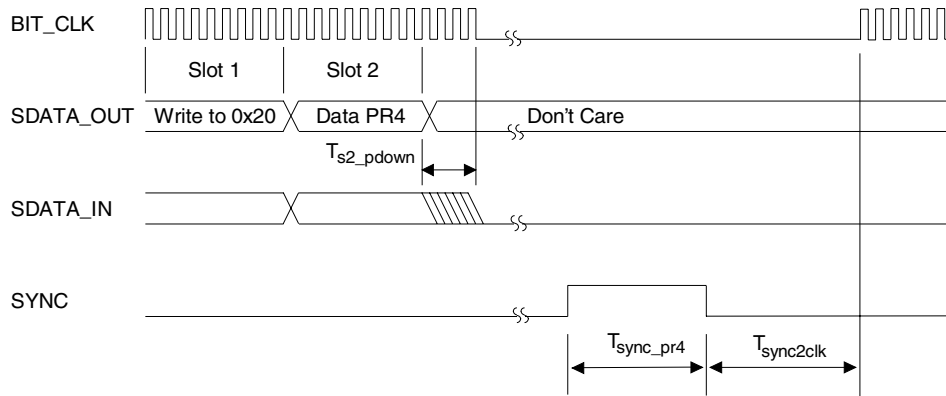 BIT_CLK
Slot 1 Slot 2
SDATA_OUT Write to 0x20 Data PR4 Don't Care
Ts2_pdown
SDATA_IN
SYNC
Tsync_pr4 Tsync2clk